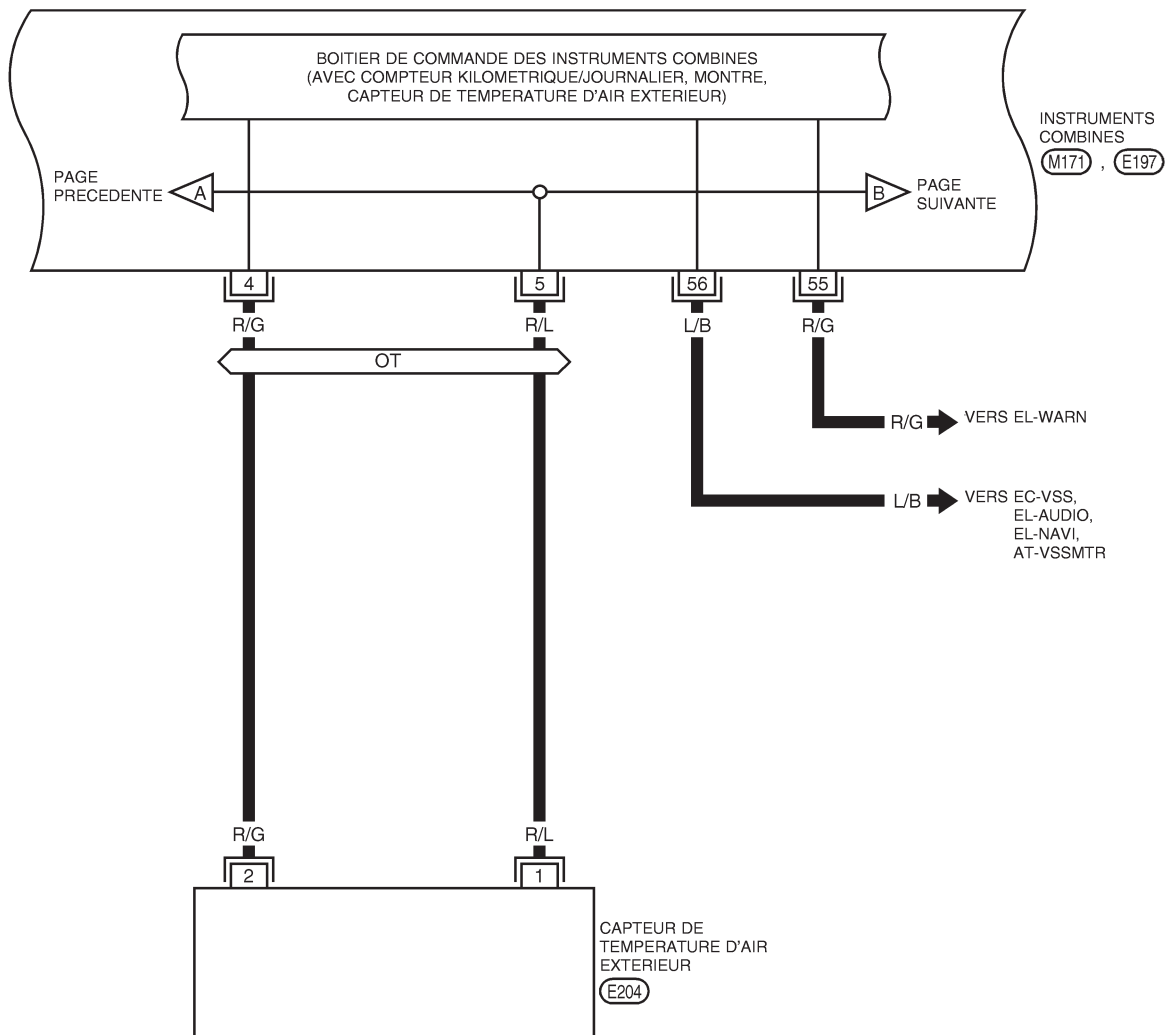 BOITIER DE COMMANDE DES INSTRUMENTS COMBINES
(AVEC COMPTEUR KILOMETRIQUE/JOURNALIER, MONTRE,
CAPTEUR DE TEMPERATURE D'AIR EXTERIEUR)
INSTRUMENTS
COMBINES
M171 , E197
PAGE
PRECEDENTE
A
B
PAGE
SUIVANTE
4
5
56
55
R/G
R/L
L/B
R/G
OT
R/G
VERS EL-WARN
L/B
VERS EC-VSS,
EL-AUDIO,
EL-NAVI,
AT-VSSMTR
R/G
R/L
2
1
CAPTEUR DE
TEMPERATURE D'AIR
EXTERIEUR
E204